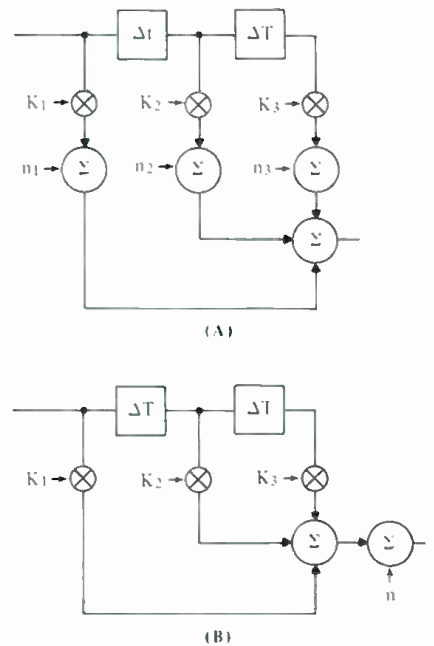 Δt ΔT
K₁ K₂ K₃
n₁ Σ n₂ Σ n₃ Σ
Σ
(A)
ΔT ΔT
K₁ K₂ K₃
Σ Σ
n
(B)